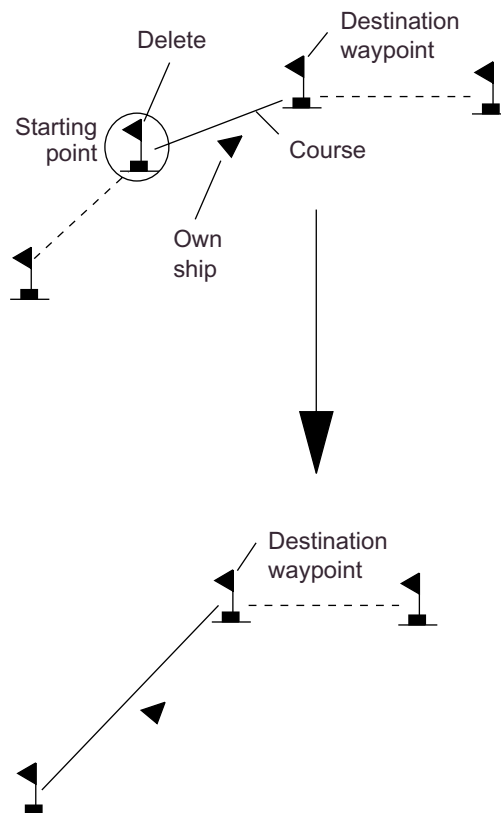 Delete
Destination
waypoint
Starting
point
Course
Own
ship
Destination
waypoint